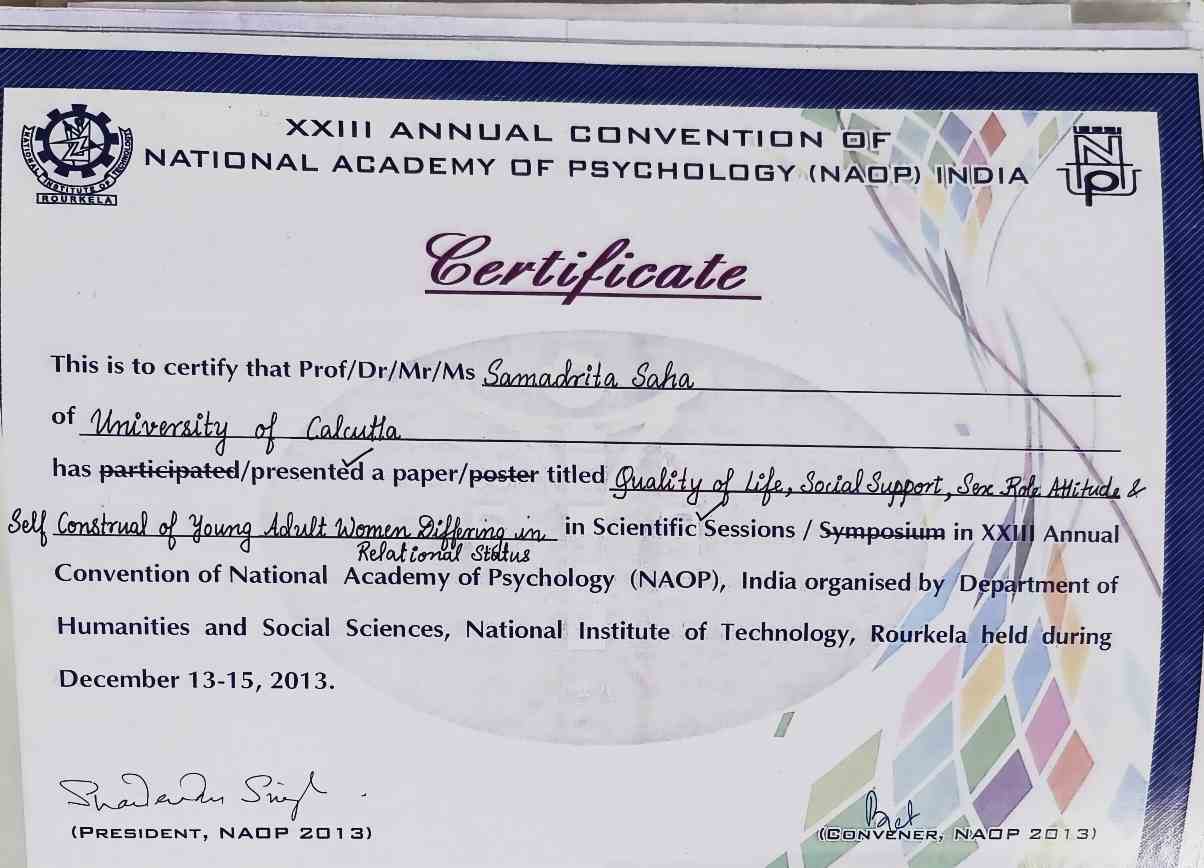 XXIII ANNUAL CONVENTION OF
NATIONAL ACADEMY OF PSYCHOLOGY (NAOP) INDIA
NATIONAL INSTITUTE OF TECHNOLOGY
ROURKELA
Certificate
This is to certify that Prof/Dr/Mr/Ms Samadrita Saha
of University of Calcutta
has participated/presented a paper/poster titled Quality of Life, Social Support, Sex Role Attitude &
Self Construal of Young Adult Women Differing in in Scientific Sessions / Symposium in XXIII Annual
Relational Status
Convention of National Academy of Psychology (NAOP), India organised by Department of
Humanities and Social Sciences, National Institute of Technology, Rourkela held during
December 13-15, 2013.
(PRESIDENT, NAOP 2013)
(CONVENER, NAOP 2013)